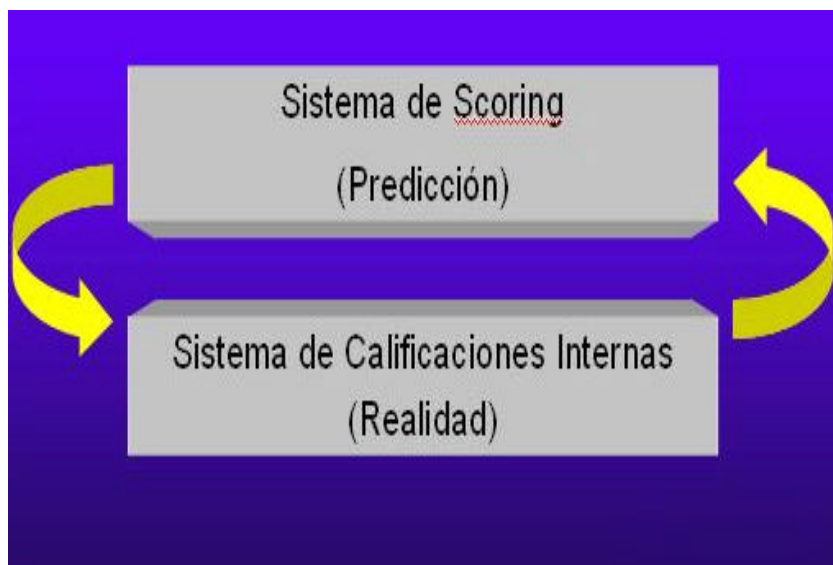 Sistema de Scoring
(Predicción)
Sistema de Calificaciones Internas
(Realidad)